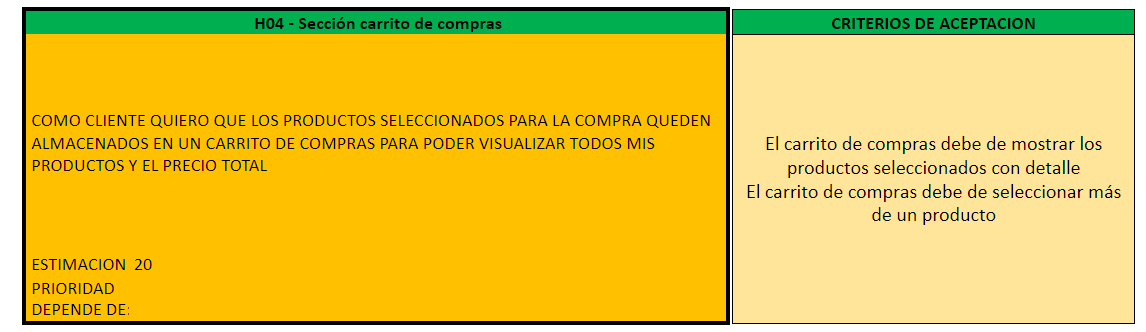 H04 - Sección carrito de compras
COMO CLIENTE QUIERO QUE LOS PRODUCTOS SELECCIONADOS PARA LA COMPRA QUEDEN
ALMACENADOS EN UN CARRITO DE COMPRAS PARA PODER VISUALIZAR TODOS MIS
PRODUCTOS Y EL PRECIO TOTAL
ESTIMACION 20
PRIORIDAD
DEPENDE DE:
CRITERIOS DE ACEPTACION
El carrito de compras debe de mostrar los
productos seleccionados con detalle
El carrito de compras debe de seleccionar más
de un producto